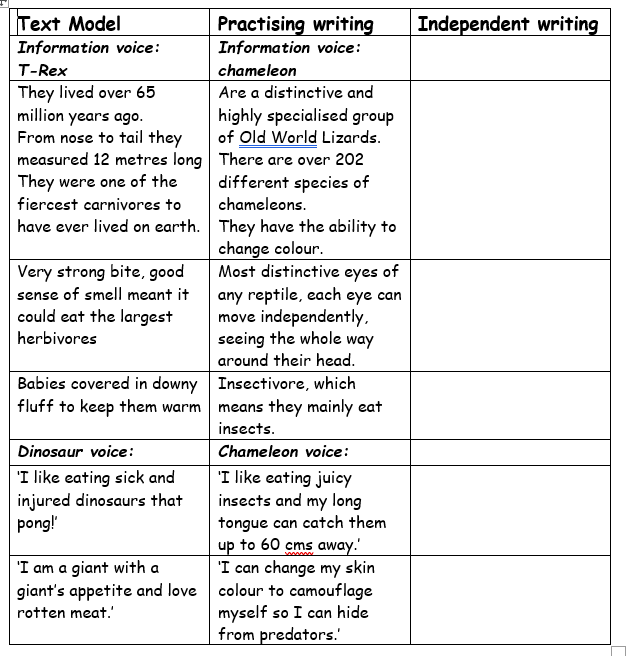 Text Model
Practising writing
Independent writing
Information voice:
T-Rex
Information voice:
chameleon
They lived over 65
million years ago.
From nose to tail they
measured 12 metres long
They were one of the
fiercest carnivores to
have ever lived on earth.
Are a distinctive and
highly specialised group
of Old World Lizards.
There are over 202
different species of
chameleons.
They have the ability to
change colour.
Very strong bite, good
sense of smell meant it
could eat the largest
herbivores
Most distinctive eyes of
any reptile, each eye can
move independently,
seeing the whole way
around their head.
Babies covered in downy
fluff to keep them warm
Insectivore, which
means they mainly eat
insects.
Dinosaur voice:
Chameleon voice:
‘I like eating sick and
injured dinosaurs that
pong!’
‘I like eating juicy
insects and my long
tongue can catch them
up to 60 cms away.’
‘I am a giant with a
giant’s appetite and love
rotten meat.’
‘I can change my skin
colour to camouflage
myself so I can hide
from predators.’